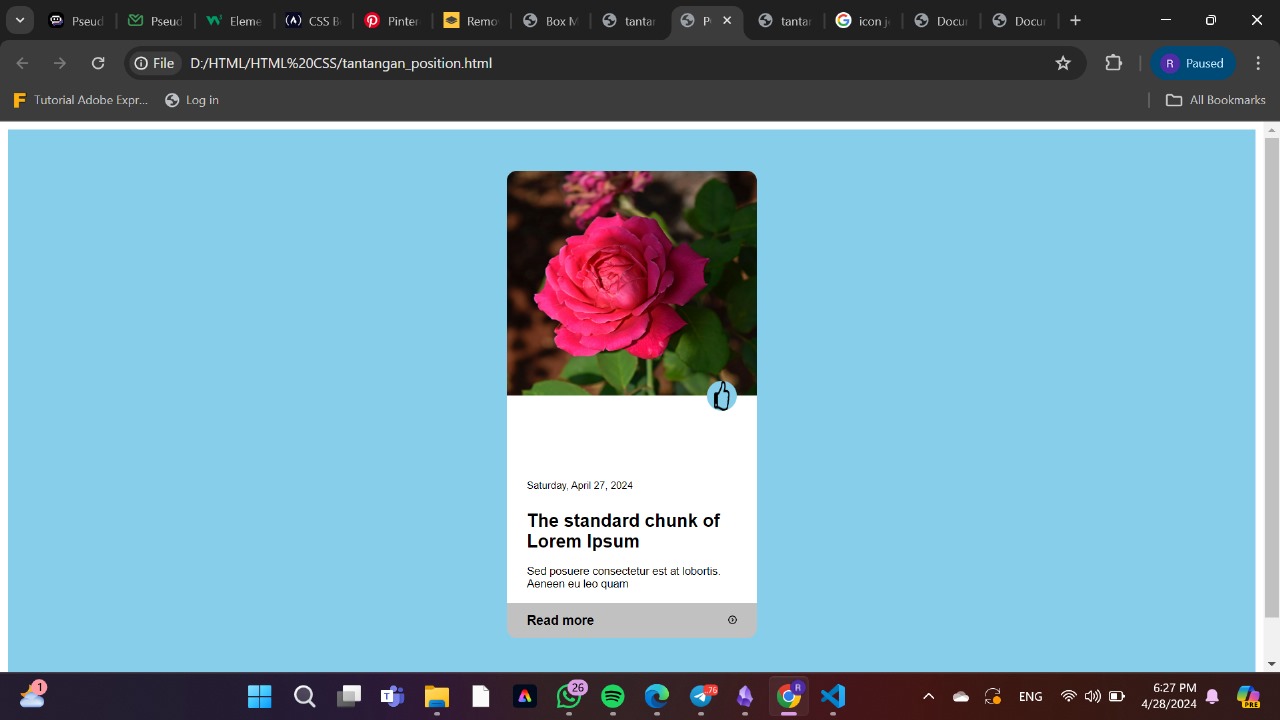 Pseud
Pseud
Eleme
CSS Bo
Pinter
Remo
Box M
tantar
Po
tantar
icon je
Docur
Docur
File
D:/HTML/HTML%20CSS/tantangan_position.html
R
Paused
Tutorial Adobe Expr...
Log in
All Bookmarks
Saturday, April 27, 2024
The standard chunk of
Lorem Ipsum
Sed posuere consectetur est at lobortis.
Aeneen eu leo quam
Read more
1
26
76
R
ENG
6:27 PM
4/28/2024
PRE